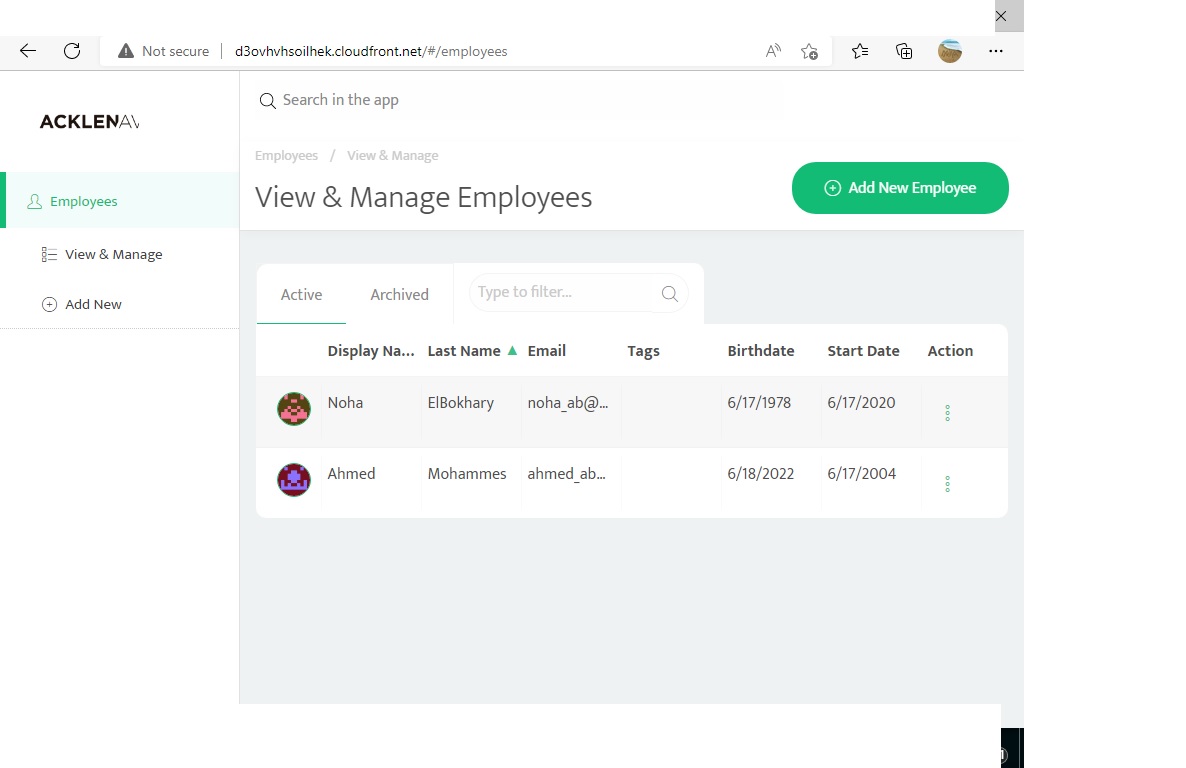 Not secure | d3ovhvhsoilhek.cloudfront.net/#/employees
ACKLENAV
Search in the app
Employees / View & Manage
View & Manage Employees
Add New Employee
Employees
View & Manage
Add New
Active Archived Type to filter...
Display Na... Last Name ▲ Email Tags Birthdate Start Date Action
Noha ElBokhary noha_ab@... 6/17/1978 6/17/2020
Ahmed Mohammes ahmed_ab... 6/18/2022 6/17/2004